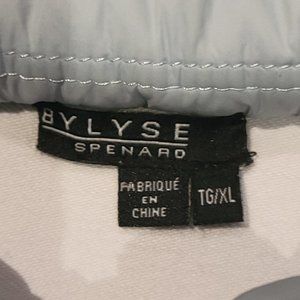 BYLYSE
SPENARD
FABRIQUÉ
EN
CHINE
TG/XL